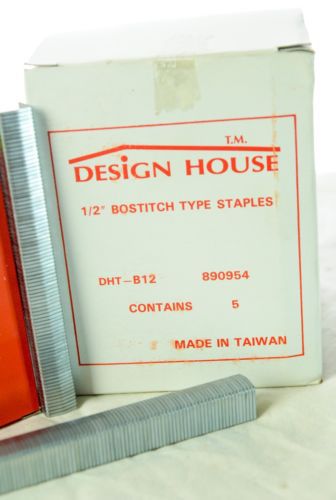 T.M.
DESiGN HOUSE
1/2" BOSTITCH TYPE STAPLES
DHT-B12 890954
CONTAINS 5
MADE IN TAIWAN